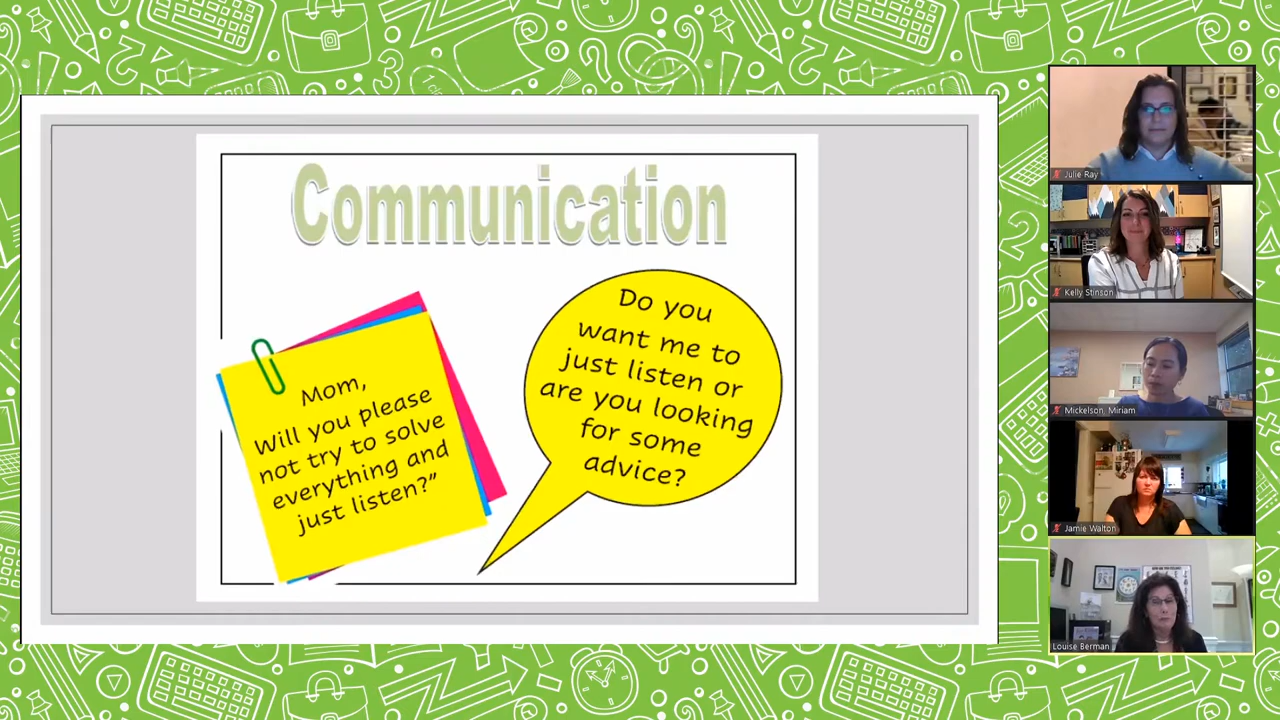 Communication
Mom,
Will you please
not try to solve
everything and
just listen?”
Do you
want me to
just listen or
are you looking
for some
advice?
Julie Ray
Kelly Stinson
Mickelson, Miriam
Jamie Walton
Louise Berman